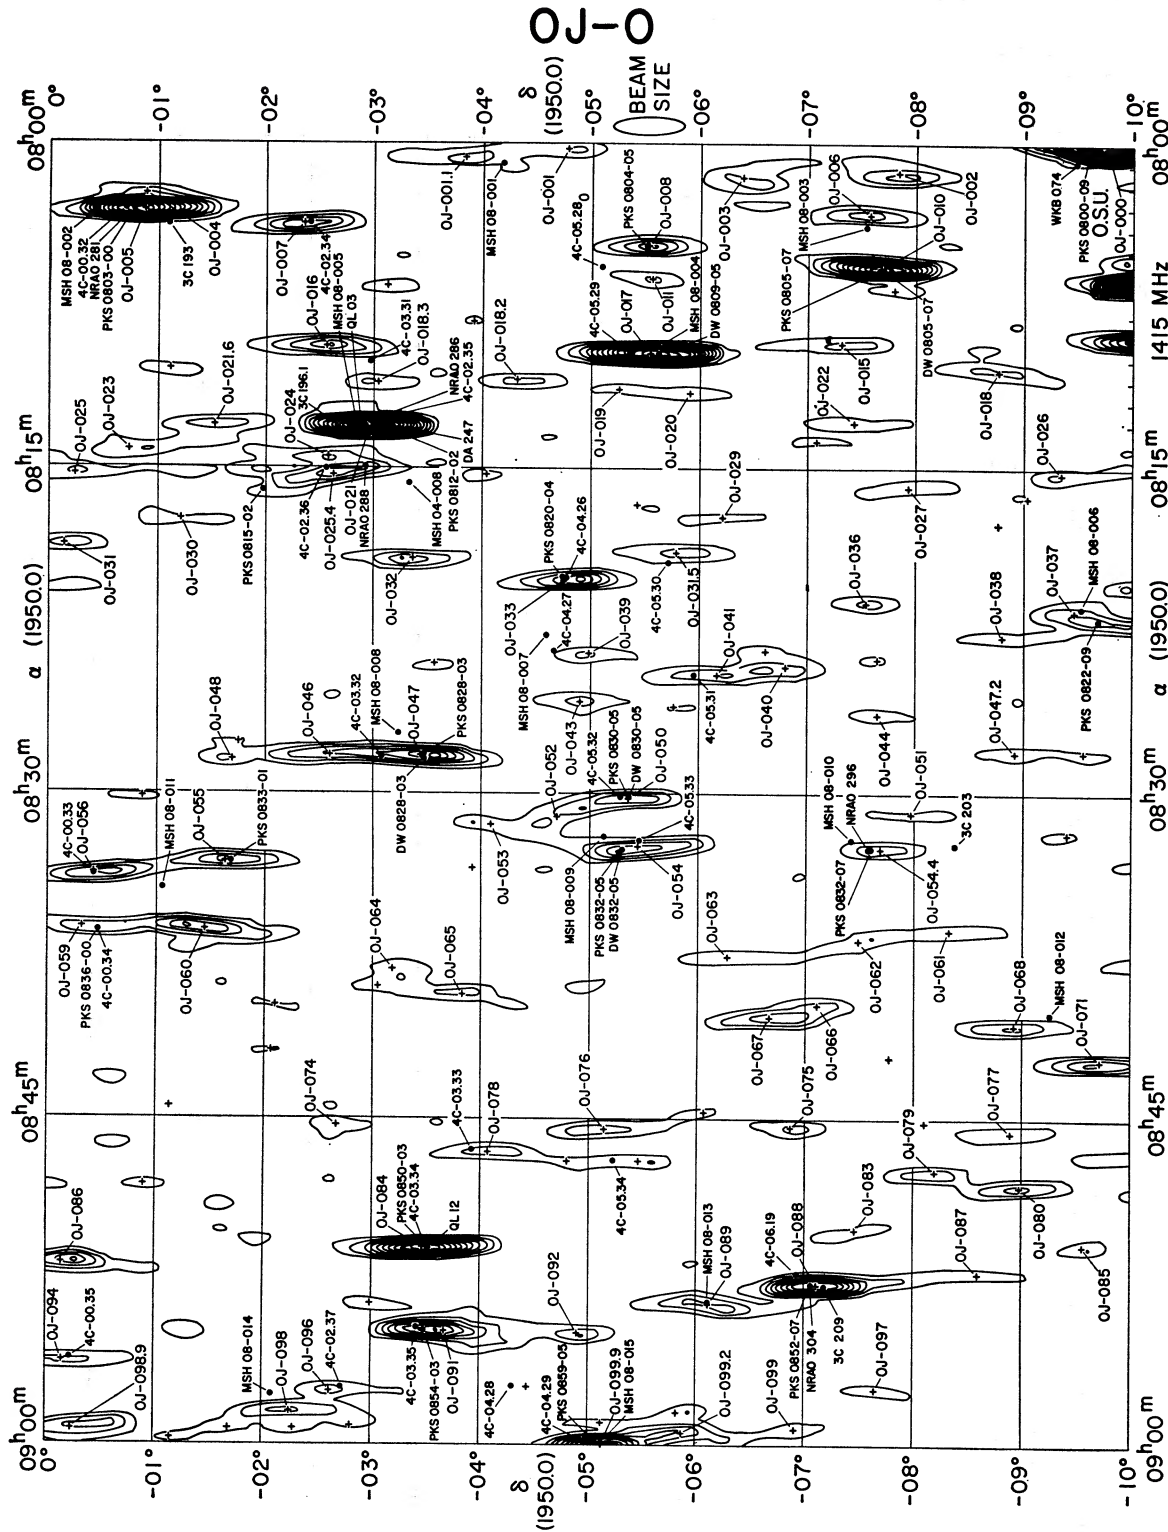 OJ-O
BEAM
SIZE
δ
(1950.0)
0°
-01°
-02°
-03°
-04°
-05°
-06°
-07°
-08°
-09°
-10°
08ʰ00ᵐ
08ʰ00ᵐ
MSH 08-002
4C-00.32
NRAO 281
PKS 0803-00
OJ-005
3C 193
OJ-004
OJ-007
OJ-016
4C-02.34
MSH 08-005
QL 03
4C-03.31
OJ-018.3
OJ-001.1
MSH 08-001
OJ-001
4C-05.28
PKS 0804-05
OJ-008
OJ-003
MSH 08-003
OJ-006
OJ-010
OJ-002
WKB 074
PKS 0800-09
O.S.U.
OJ-000
1415 MHz
OJ-018.2
4C-05.29
OJ-017
OJ-011
MSH 08-004
DW 0809-05
PKS 0805-07
DW 0805-07
OJ-015
OJ-022
OJ-018
OJ-026
OJ-025
OJ-023
OJ-021.6
OJ-024
3C 196.1
NRAO 286
4C-02.35
DA 247
PKS 0812-02
MSH 04-008
OJ-019
OJ-020
OJ-029
OJ-027
08ʰ15ᵐ
08ʰ15ᵐ
OJ-031
OJ-030
PKS 0815-02
4C-02.36
OJ-025.4
OJ-021
NRAO 288
OJ-032
PKS 0820-04
4C-04.26
OJ-033
4C-04.27
MSH 08-007
OJ-039
4C-05.30
OJ-031.5
OJ-041
OJ-036
OJ-038
OJ-037
MSH 08-006
PKS 0822-09
α (1950.0)
α (1950.0)
OJ-048
OJ-046
4C-03.32
MSH 08-008
OJ-047
PKS 0828-03
DW 0828-03
OJ-052
OJ-043
4C-05.32
PKS 0830-05
DW 0830-05
OJ-050
4C-05.31
OJ-040
OJ-044
OJ-047.2
OJ-051
08ʰ30ᵐ
08ʰ30ᵐ
4C-00.33
OJ-056
MSH 08-011
OJ-055
PKS 0833-01
OJ-053
4C-05.33
MSH 08-009
PKS 0832-05
DW 0832-05
OJ-054
MSH 08-010
NRAO 296
3C 203
PKS 0832-07
OJ-054.4
OJ-059
PKS 0836-00
4C-00.34
OJ-060
OJ-064
OJ-065
OJ-063
OJ-062
OJ-061
OJ-068
MSH 08-012
OJ-071
OJ-067
OJ-066
08ʰ45ᵐ
08ʰ45ᵐ
OJ-074
4C-03.33
OJ-078
OJ-076
OJ-075
OJ-079
OJ-077
OJ-086
OJ-084
PKS 0850-03
4C-03.34
QL 12
4C-05.34
OJ-083
OJ-080
OJ-094
4C-00.35
OJ-098.9
MSH 08-014
OJ-098
OJ-096
4C-02.37
4C-03.35
PKS 0854-03
OJ-091
OJ-092
MSH 08-013
OJ-089
4C-06.19
OJ-088
OJ-087
OJ-085
4C-04.28
4C-04.29
PKS 0859-05
OJ-099.9
MSH 08-015
OJ-099.2
OJ-099
PKS 0852-07
NRAO 304
3C 209
OJ-097
09ʰ00ᵐ
09ʰ00ᵐ
0°
-01°
-02°
-03°
-04°
-05°
-06°
-07°
-08°
-09°
-10°
δ
(1950.0)